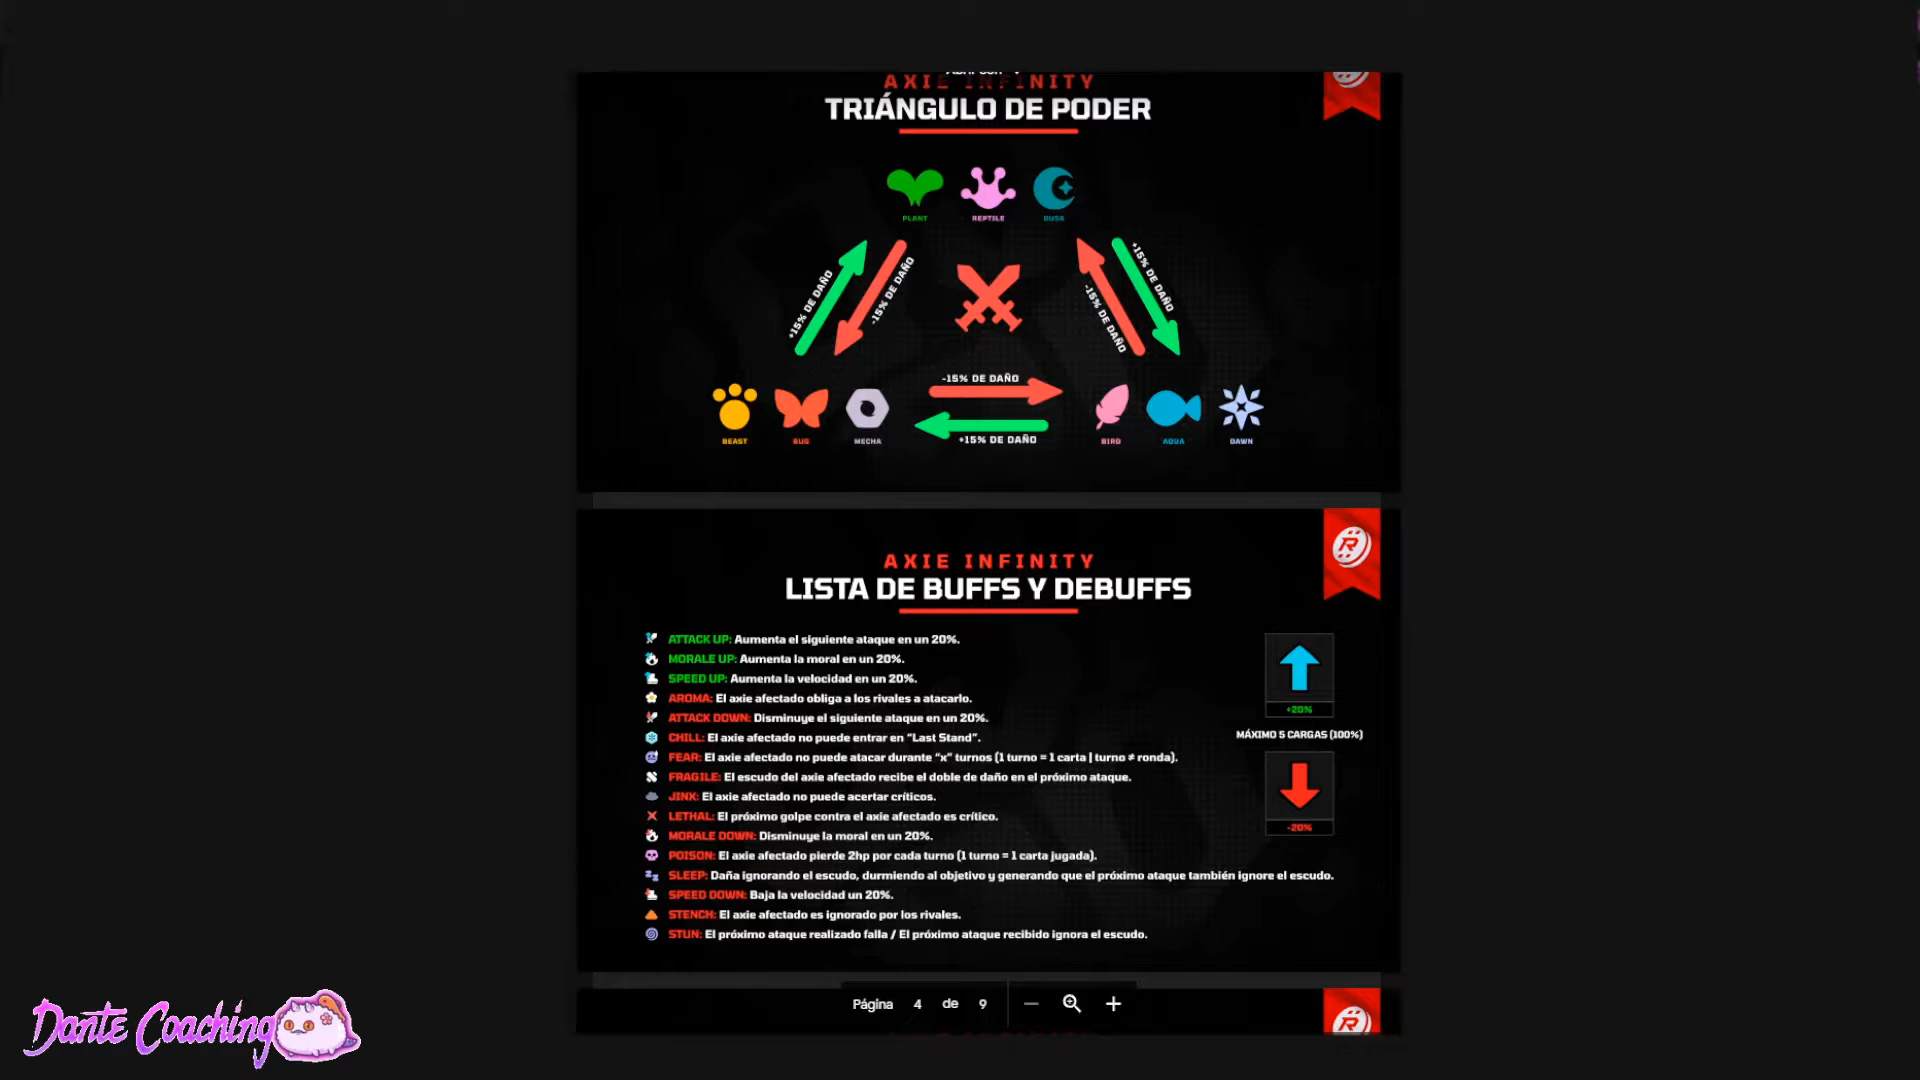 AXIE INFINITY
TRIÁNGULO DE PODER
PLANT
REPTILE
DUSK
+15% DE DAÑO
-15% DE DAÑO
-15% DE DAÑO
+15% DE DAÑO
-15% DE DAÑO
+15% DE DAÑO
BEAST
BUG
MECHA
BIRD
AQUA
DAWN
AXIE INFINITY
LISTA DE BUFFS Y DEBUFFS
R
ATTACK UP: Aumenta el siguiente ataque en un 20%.
MORALE UP: Aumenta la moral en un 20%.
SPEED UP: Aumenta la velocidad en un 20%.
AROMA: El axie afectado obliga a los rivales a atacarlo.
ATTACK DOWN: Disminuye el siguiente ataque en un 20%.
CHILL: El axie afectado no puede entrar en "Last Stand".
FEAR: El axie afectado no puede atacar durante "x" turnos (1 turno = 1 carta | turno ≠ ronda).
FRAGILE: El escudo del axie afectado recibe el doble de daño en el próximo ataque.
JINX: El axie afectado no puede acertar críticos.
LETHAL: El próximo golpe contra el axie afectado es crítico.
MORALE DOWN: Disminuye la moral en un 20%.
POISON: El axie afectado pierde 2hp por cada turno (1 turno = 1 carta jugada).
SLEEP: Daña ignorando el escudo, durmiendo al objetivo y generando que el próximo ataque también ignore el escudo.
SPEED DOWN: Baja la velocidad un 20%.
STENCH: El axie afectado es ignorado por los rivales.
STUN: El próximo ataque realizado falla / El próximo ataque recibido ignora el escudo.
+20%
MÁXIMO 5 CARGAS (100%)
-20%
Página 4 de 9
R
Dante Coaching